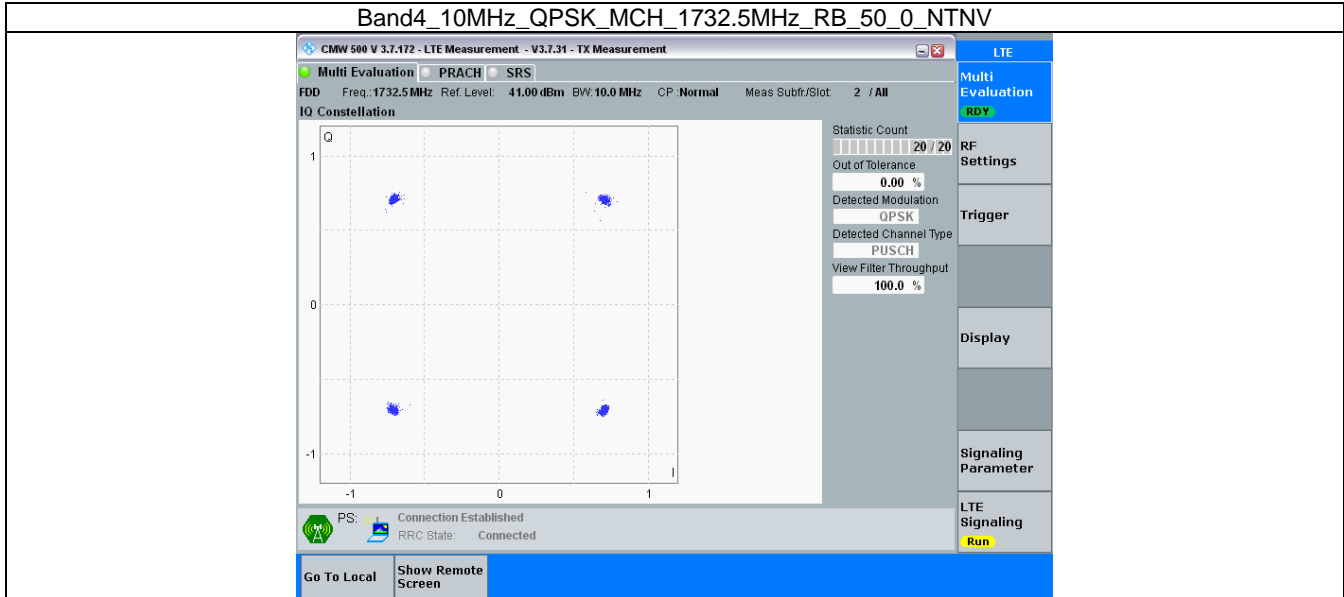 Band4_10MHz_QPSK_MCH_1732.5MHz_RB_50_0_NTNV
CMW 500 V 3.7.172 - LTE Measurement - V3.7.31 - TX Measurement
LTE
Multi Evaluation PRACH SRS
FDD Freq.: 1732.5 MHz Ref. Level: 41.00 dBm BW: 10.0 MHz CP : Normal Meas Subfr./Slot: 2 / All
IQ Constellation
Q
1
0
-1
I
-1 0 1
Statistic Count
20 / 20
Out of Tolerance
0.00 %
Detected Modulation
QPSK
Detected Channel Type
PUSCH
View Filter Throughput
100.0 %
Multi
Evaluation
RDY
RF
Settings
Trigger
Display
Signaling
Parameter
LTE
Signaling
Run
PS: Connection Established
RRC State: Connected
Go To Local
Show Remote
Screen